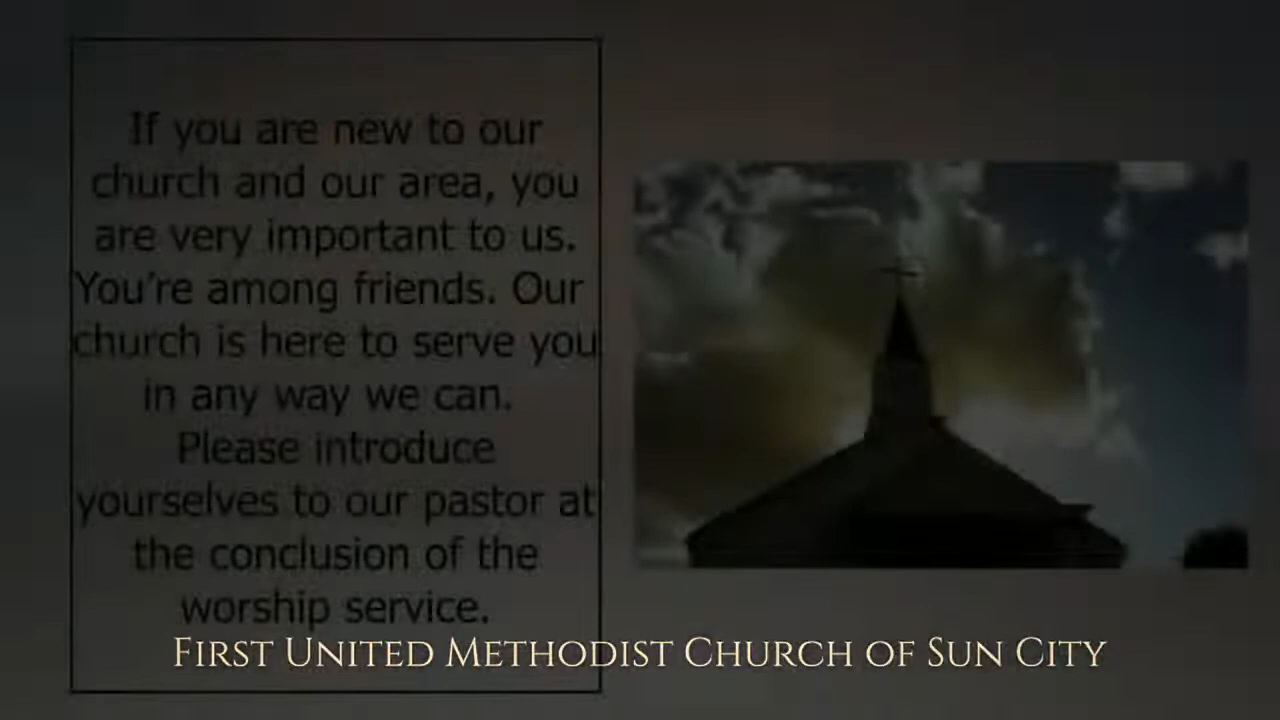 If you are new to our
church and our area, you
are very important to us.
You're among friends. Our
church is here to serve you
in any way we can.
Please introduce
yourselves to our pastor at
the conclusion of the
worship service.
First United Methodist Church of Sun City